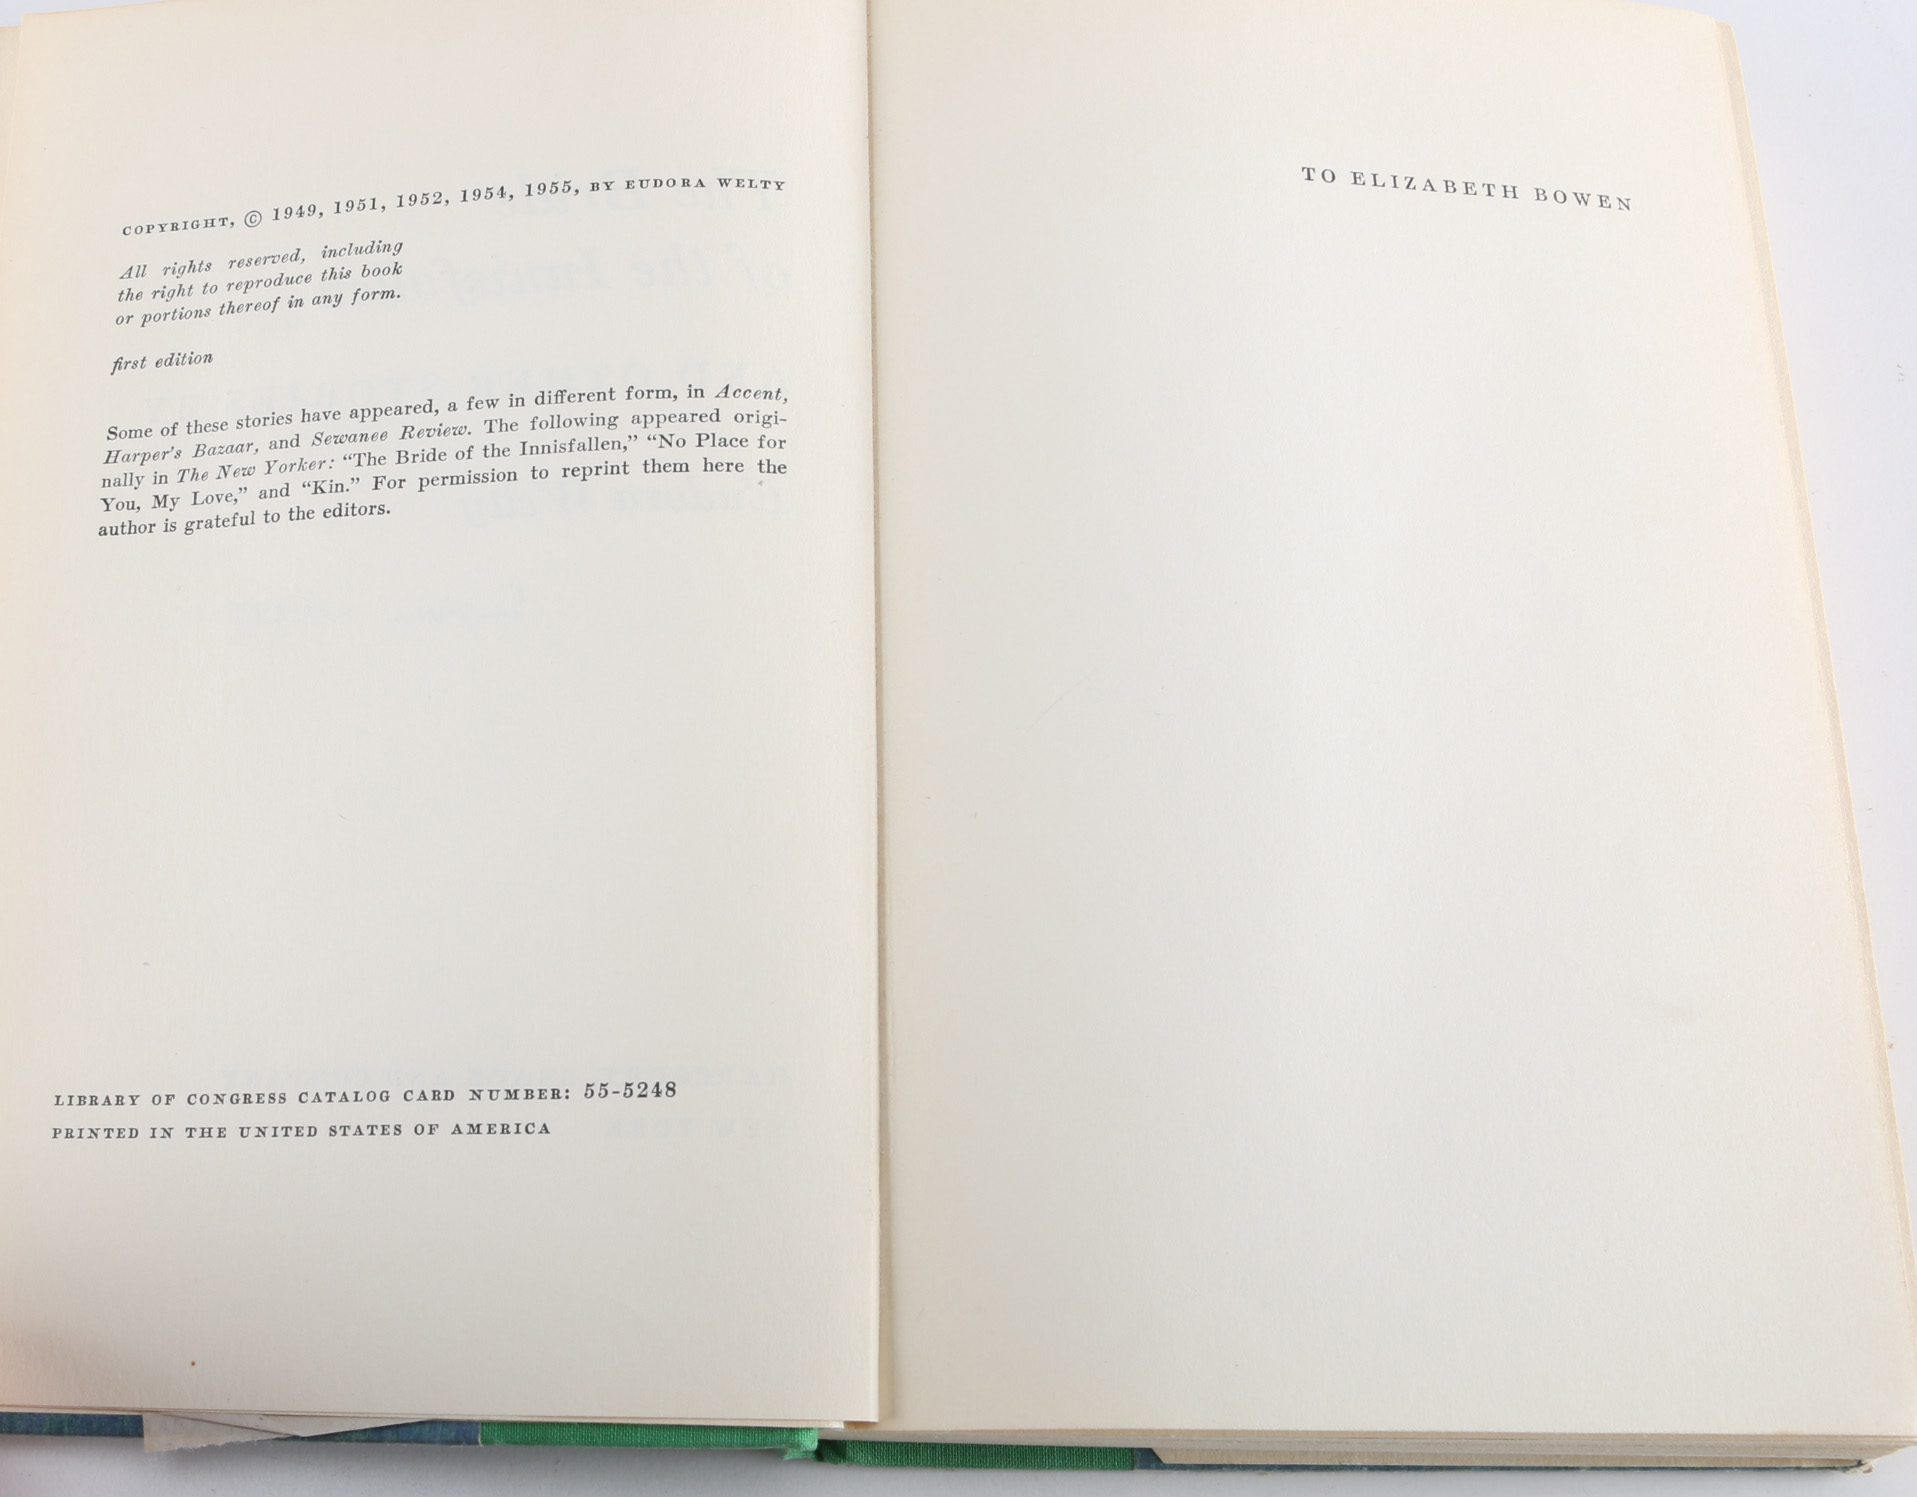 COPYRIGHT, © 1949, 1951, 1952, 1954, 1955, BY EUDORA WELTY
All rights reserved, including
the right to reproduce this book
or portions thereof in any form.
first edition
Some of these stories have appeared, a few in different form, in Accent,
Harper's Bazaar, and Sewanee Review. The following appeared origi-
nally in The New Yorker: “The Bride of the Innisfallen,” “No Place for
You, My Love,” and “Kin.” For permission to reprint them here the
author is grateful to the editors.
LIBRARY OF CONGRESS CATALOG CARD NUMBER: 55-5248
PRINTED IN THE UNITED STATES OF AMERICA
TO ELIZABETH BOWEN